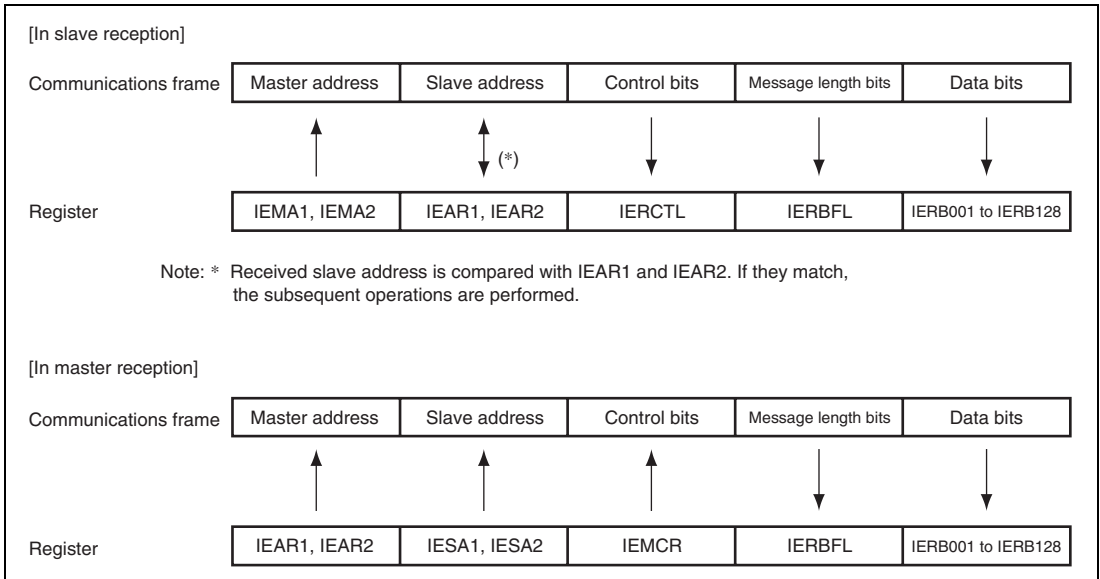 [In slave reception]
Communications frame Master address Slave address Control bits Message length bits Data bits
(*)
Register IEMA1, IEMA2 IEAR1, IEAR2 IERCTL IERBFL IERB001 to IERB128
Note: * Received slave address is compared with IEAR1 and IEAR2. If they match,
the subsequent operations are performed.
[In master reception]
Communications frame Master address Slave address Control bits Message length bits Data bits
Register IEAR1, IEAR2 IESA1, IESA2 IEMCR IERBFL IERB001 to IERB128